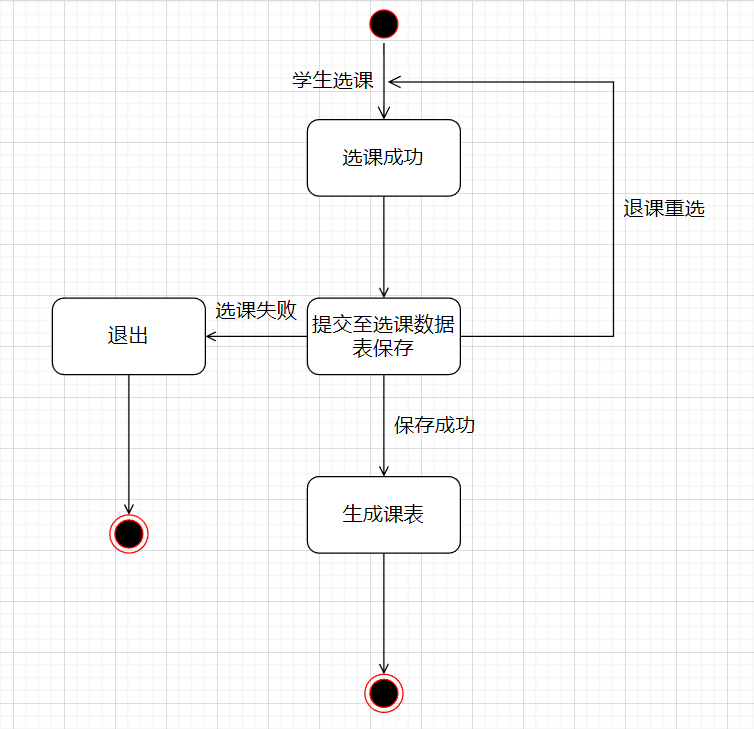 学生选课
选课成功
退课重选
选课失败
退出
提交至选课数据
表保存
保存成功
生成课表